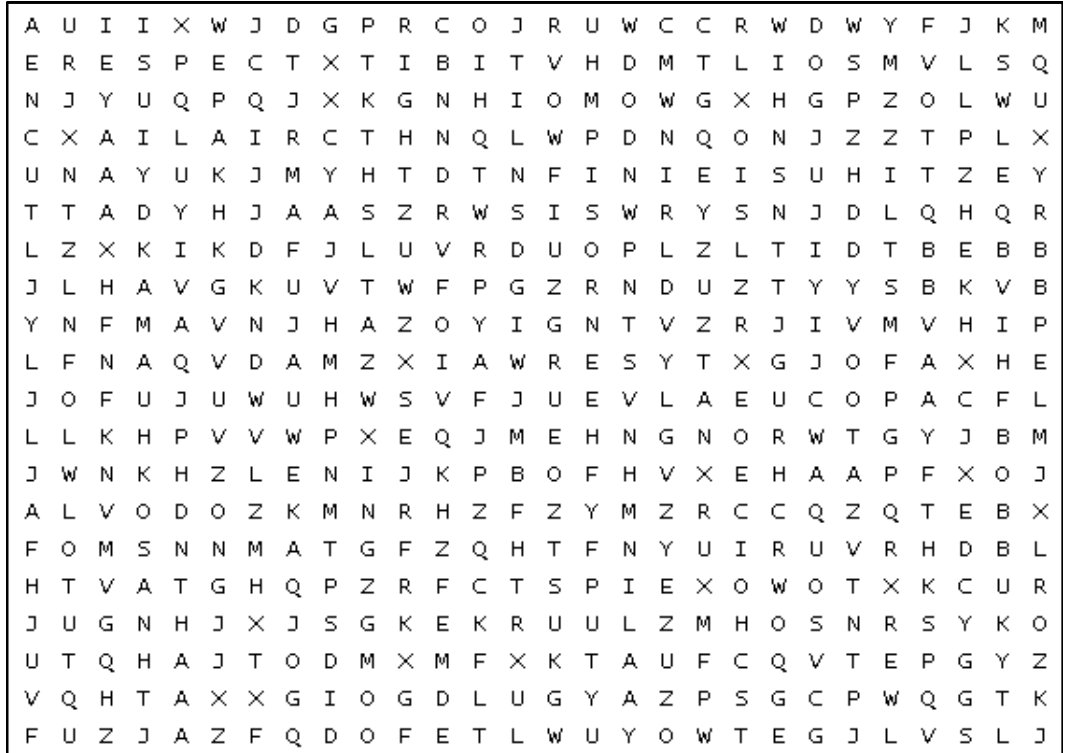 A U I I X W J D G P R C O J R U W C C R W D W Y F J K M
E R E S P E C T X T I B I T V H D M T L I O S M V L S Q
N J Y U Q P Q J X K G N H I O M O W G X H G P Z O L W U
C X A I L A I R C T H N Q L W P D N Q O N J Z Z T P L X
U N A Y U K J M Y H T D T N F I N I E I S U H I T Z E Y
T T A D Y H J A A S Z R W S I S W R Y S N J D L Q H Q R
L Z X K I K D F J L U V R D U O P L Z L T I D T B E B B
J L H A V G K U V T W F P G Z R N D U Z T Y Y S B K V B
Y N F M A V N J H A Z O Y I G N T V Z R J I V M V H I P
L F N A Q V D A M Z X I A W R E S Y T X G J O F A X H E
J O F U J U W U H W S V F J U E V L A E U C O P A C F L
L L K H P V V W P X E Q J M E H N G N O R W T G Y J B M
J W N K H Z L E N I J K P B O F H V X E H A A P F X O J
A L V O D O Z K M N R H Z F Z Y M Z R C C Q Z Q T E B X
F O M S N N M A T G F Z Q H T F N Y U I R U V R H D B L
H T V A T G H Q P Z R F C T S P I E X O W O T X K C U R
J U G N H J X J S G K E K R U U L Z M H O S N R S Y K O
U T Q H A J T O D M X M F X K T A U F C Q V T E P G Y Z
V Q H T A X X G I O G D L U G Y A Z P S G C P W Q G T K
F U Z J A Z F Q D O F E T L W U Y O W T E G J L V S L J